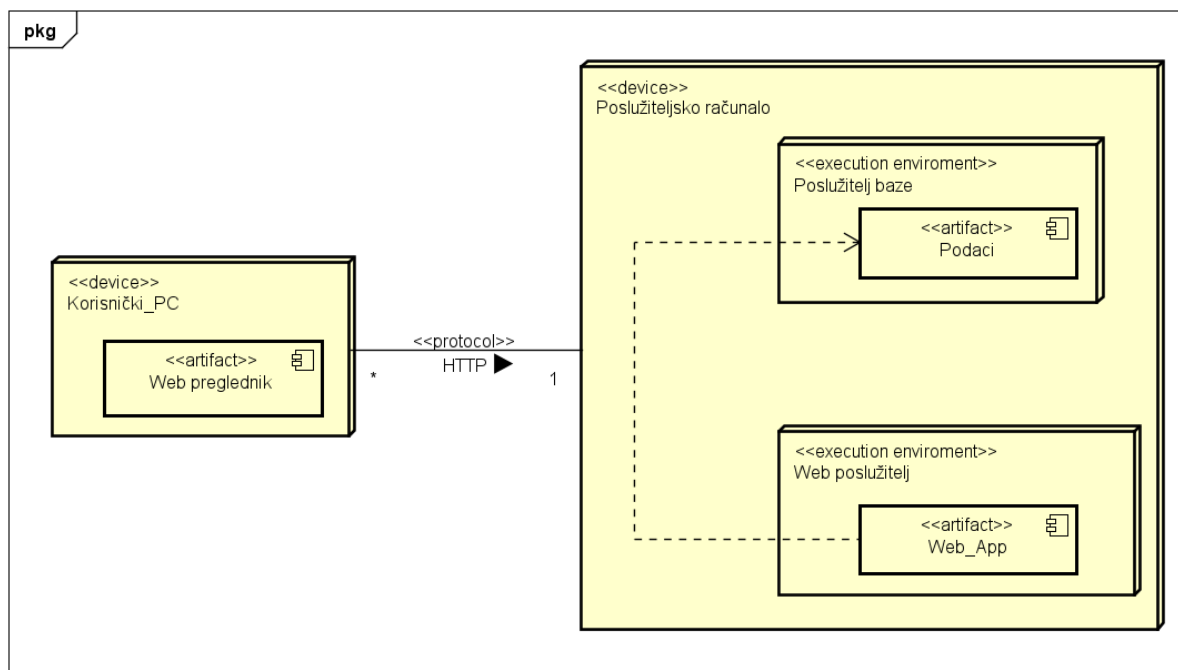 pkg
<<device>>
Poslužiteljsko računalo
<<execution enviroment>>
Poslužitelj baze
<<artifact>>
Podaci
<<device>>
Korisnički_PC
<<artifact>>
Web preglednik
<<protocol>>
HTTP
*
1
<<execution enviroment>>
Web poslužitelj
<<artifact>>
Web_App